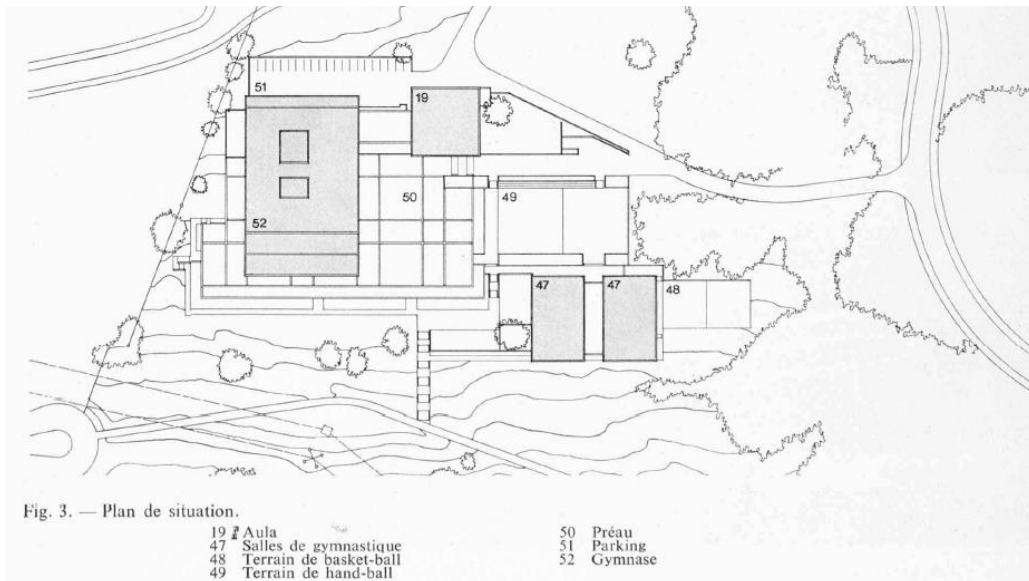 51
19
50
49
52
47
47
48
Fig. 3. — Plan de situation.
19 Aula
47 Salles de gymnastique
48 Terrain de basket-ball
49 Terrain de hand-ball
50 Préau
51 Parking
52 Gymnase